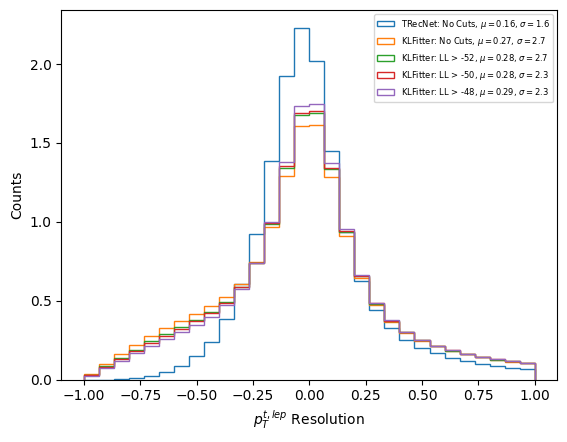 TRecNet: No Cuts, μ = 0.16, σ = 1.6
KLFitter: No Cuts, μ = 0.27, σ = 2.7
KLFitter: LL > -52, μ = 0.28, σ = 2.7
KLFitter: LL > -50, μ = 0.28, σ = 2.3
KLFitter: LL > -48, μ = 0.29, σ = 2.3
2.0
1.5
1.0
0.5
0.0
Counts
−1.00 −0.75 −0.50 −0.25 0.00 0.25 0.50 0.75 1.00
$p_T^{t,lep}$ Resolution